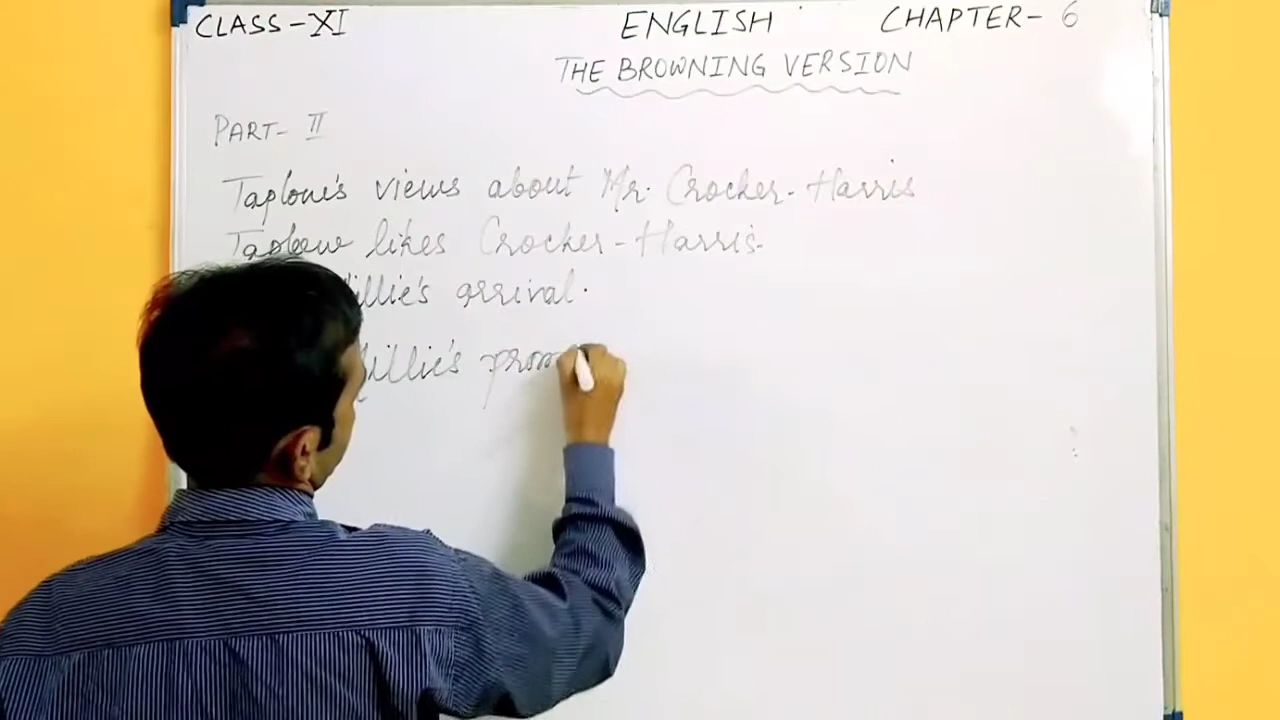 CLASS-XI ENGLISH CHAPTER-6
THE BROWNING VERSION
PART-II
Taplow's views about Mr. Crocker-Harris
Taplow likes Crocker-Harris.
illie's arrival.
illie's prom